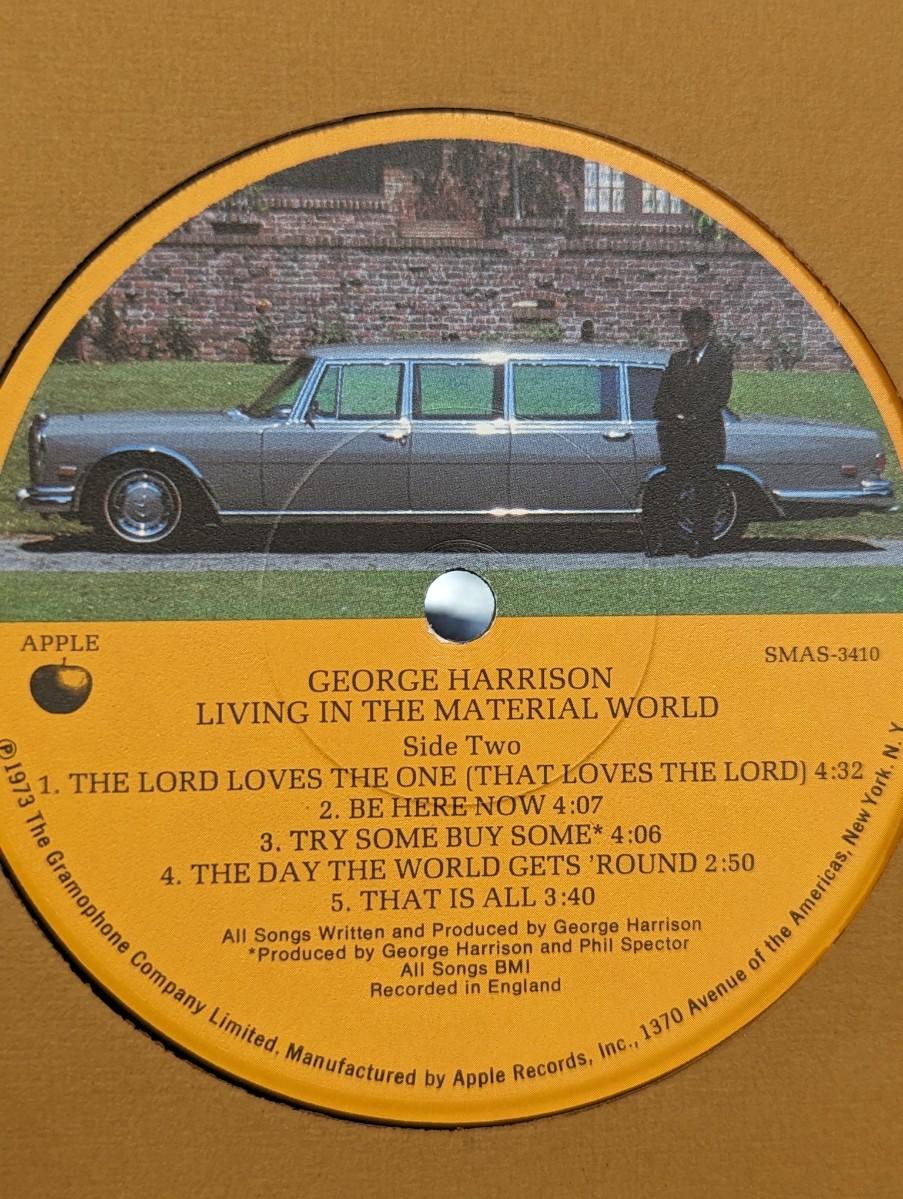 APPLE
SMAS-3410
GEORGE HARRISON
LIVING IN THE MATERIAL WORLD
Side Two
1. THE LORD LOVES THE ONE (THAT LOVES THE LORD) 4:32
2. BE HERE NOW 4:07
3. TRY SOME BUY SOME* 4:06
4. THE DAY THE WORLD GETS ’ROUND 2:50
5. THAT IS ALL 3:40
All Songs Written and Produced by George Harrison
*Produced by George Harrison and Phil Spector
All Songs BMI
Recorded in England
℗1973 The Gramophone Company Limited. Manufactured by Apple Records, Inc., 1370 Avenue of the Americas, New York, N.Y